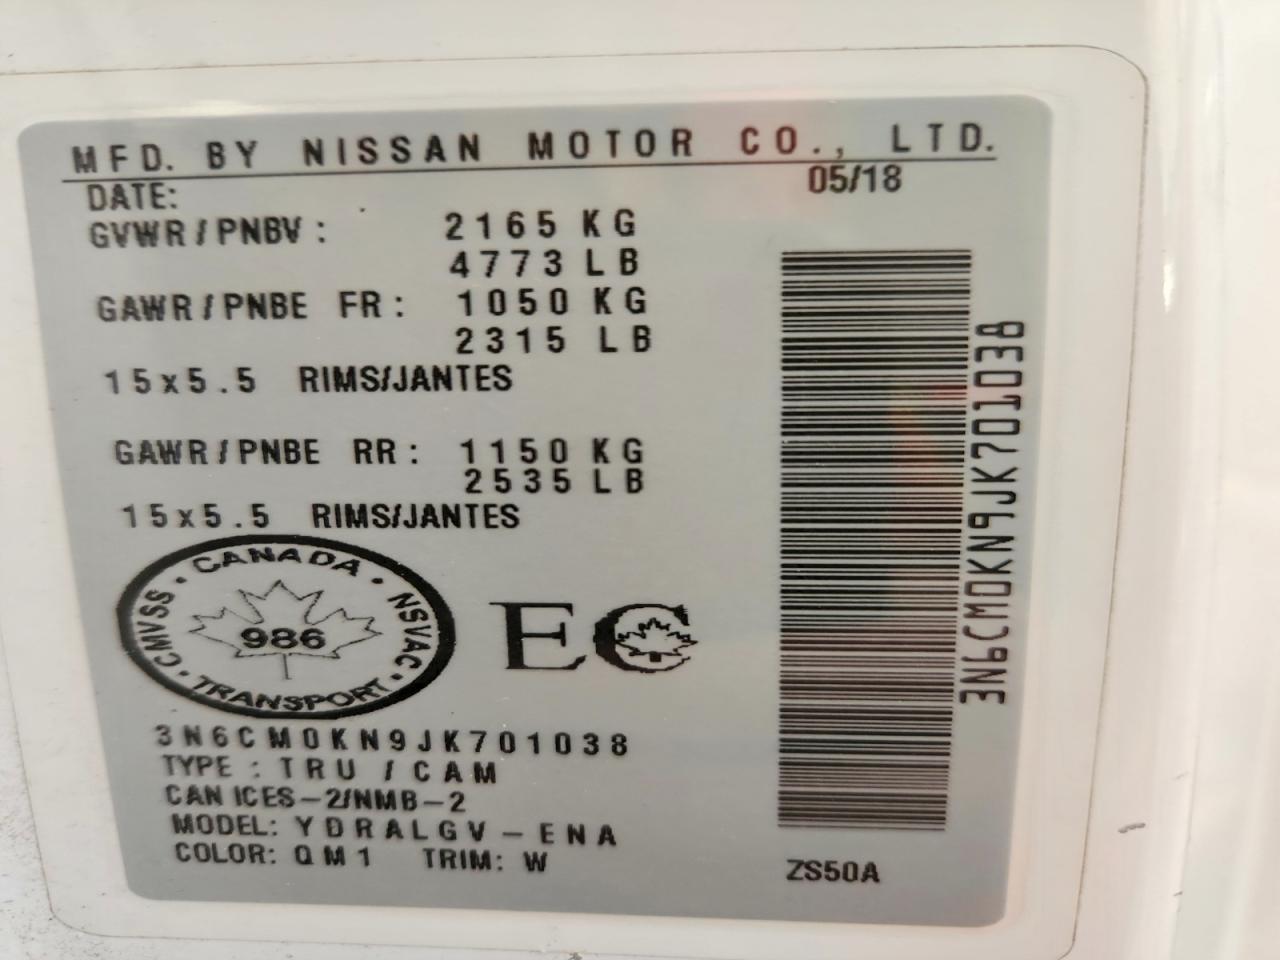 MFD. BY NISSAN MOTOR CO., LTD.
DATE: 05/18
GVWR/PNBV: 2165 KG
4773 LB
GAWR/PNBE FR: 1050 KG
2315 LB
15x5.5 RIMS/JANTES
GAWR/PNBE RR: 1150 KG
2535 LB
15x5.5 RIMS/JANTES
CANADA
CMVSS · NSVAC
986
TRANSPORT
EC
3N6CM0KN9JK701038
TYPE: TRU / CAM
CAN ICES-2/NMB-2
MODEL: YDRALGV-ENA
COLOR: QM1 TRIM: W
3N6CM0KN9JK701038
ZS50A